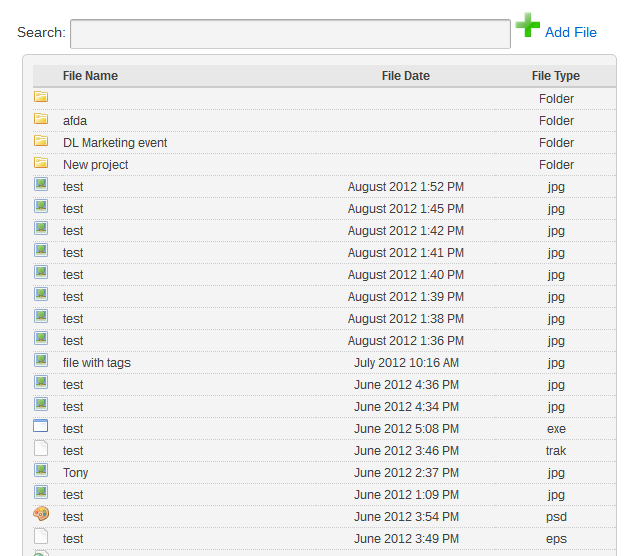 Search: Add File
File Name File Date File Type
Folder
afda Folder
DL Marketing event Folder
New project Folder
test August 2012 1:52 PM jpg
test August 2012 1:45 PM jpg
test August 2012 1:42 PM jpg
test August 2012 1:41 PM jpg
test August 2012 1:40 PM jpg
test August 2012 1:39 PM jpg
test August 2012 1:38 PM jpg
test August 2012 1:36 PM jpg
file with tags July 2012 10:16 AM jpg
test June 2012 4:36 PM jpg
test June 2012 4:34 PM jpg
test June 2012 5:08 PM exe
test June 2012 3:46 PM trak
Tony June 2012 2:37 PM jpg
test June 2012 1:09 PM jpg
test June 2012 3:54 PM psd
test June 2012 3:49 PM eps